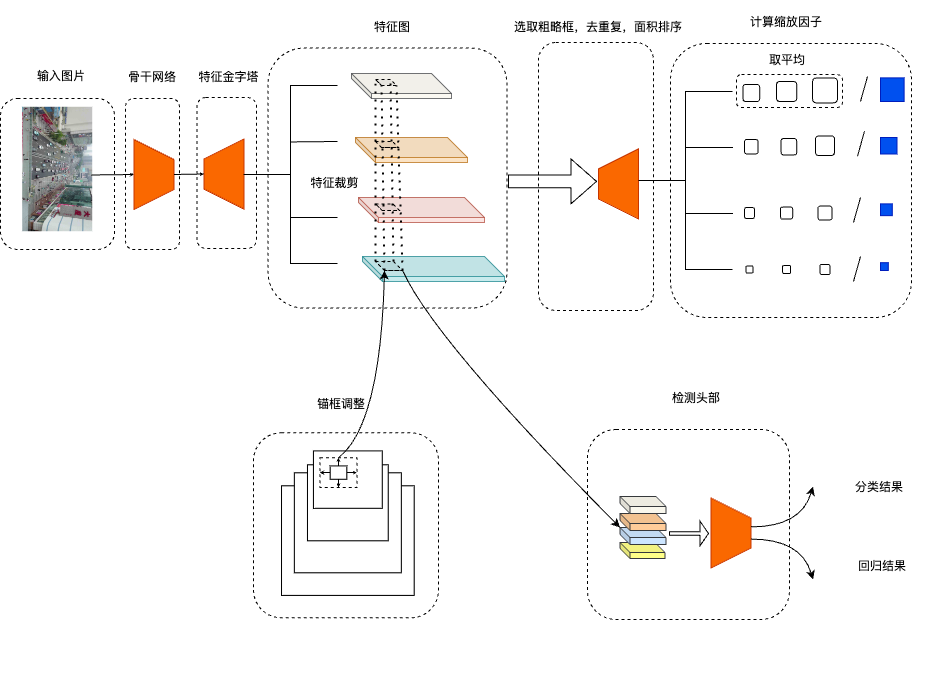 特征图
选取粗略框，去重复，面积排序
计算缩放因子
输入图片
骨干网络
特征金字塔
取平均
特征裁剪
锚框调整
检测头部
分类结果
回归结果